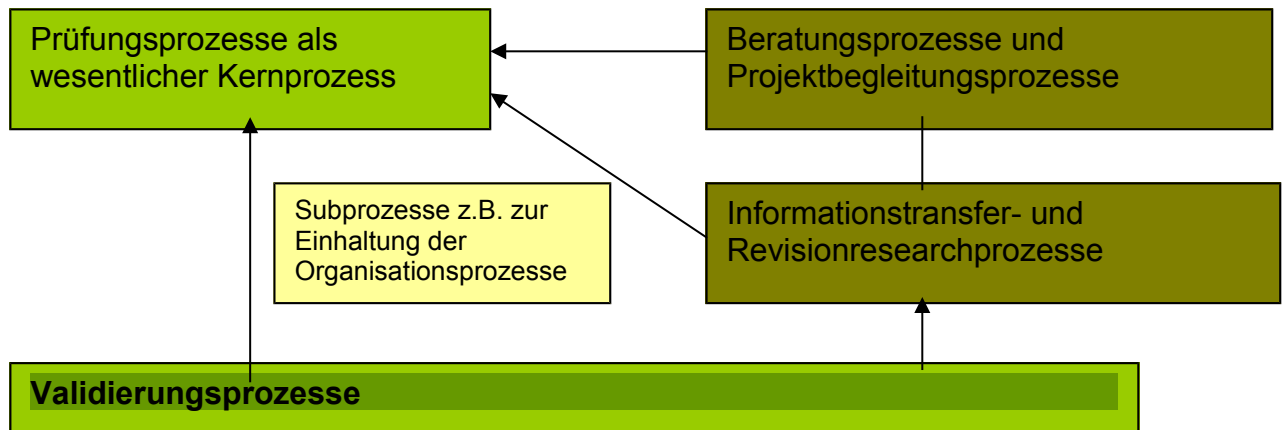 Prüfungsprozesse als
wesentlicher Kernprozess
Beratungsprozesse und
Projektbegleitungsprozesse
Subprozesse z.B. zur
Einhaltung der
Organisationsprozesse
Informationstransfer- und
Revisionresearchprozesse
Validierungsprozesse